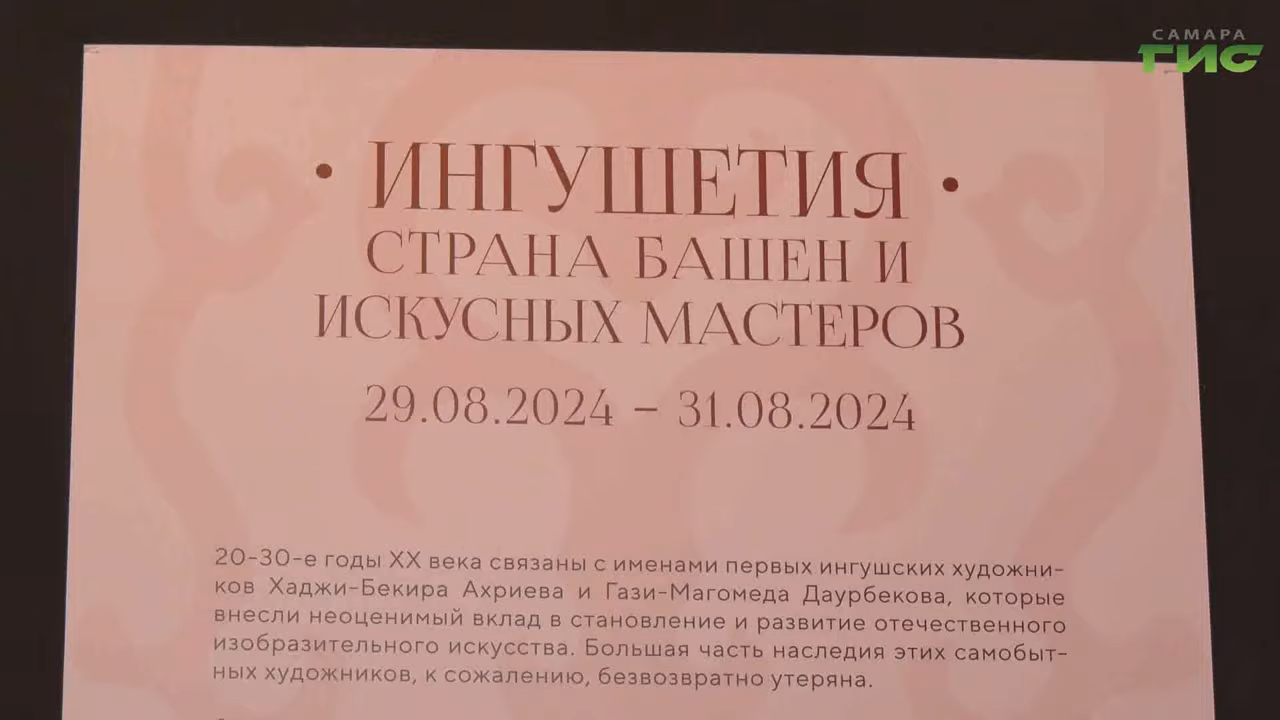 САМАРА
ГИС
• ИНГУШЕТИЯ •
СТРАНА БАШЕН И
ИСКУСНЫХ МАСТЕРОВ
29.08.2024 – 31.08.2024
20-30-е годы XX века связаны с именами первых ингушских художни-
ков Хаджи-Бекира Ахриева и Гази-Магомеда Даурбекова, которые
внесли неоценимый вклад в становление и развитие отечественного
изобразительного искусства. Большая часть наследия этих самобыт-
ных художников, к сожалению, безвозвратно утеряна.